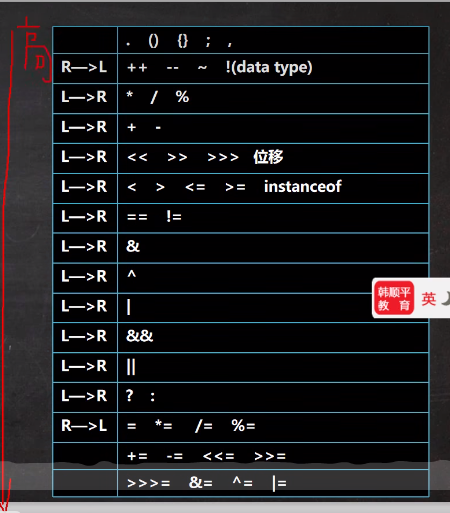 高
. () {} ; ,
R—>L ++ -- ~ !(data type)
L—>R * / %
L—>R + -
L—>R << >> >>> 位移
L—>R < > <= >= instanceof
L—>R == !=
L—>R &
L—>R ^
L—>R |
L—>R &&
L—>R ||
L—>R ? :
R—>L = *= /= %=
+= -= <<= >>=
>>>= &= ^= |=
韩顺平
教育
英